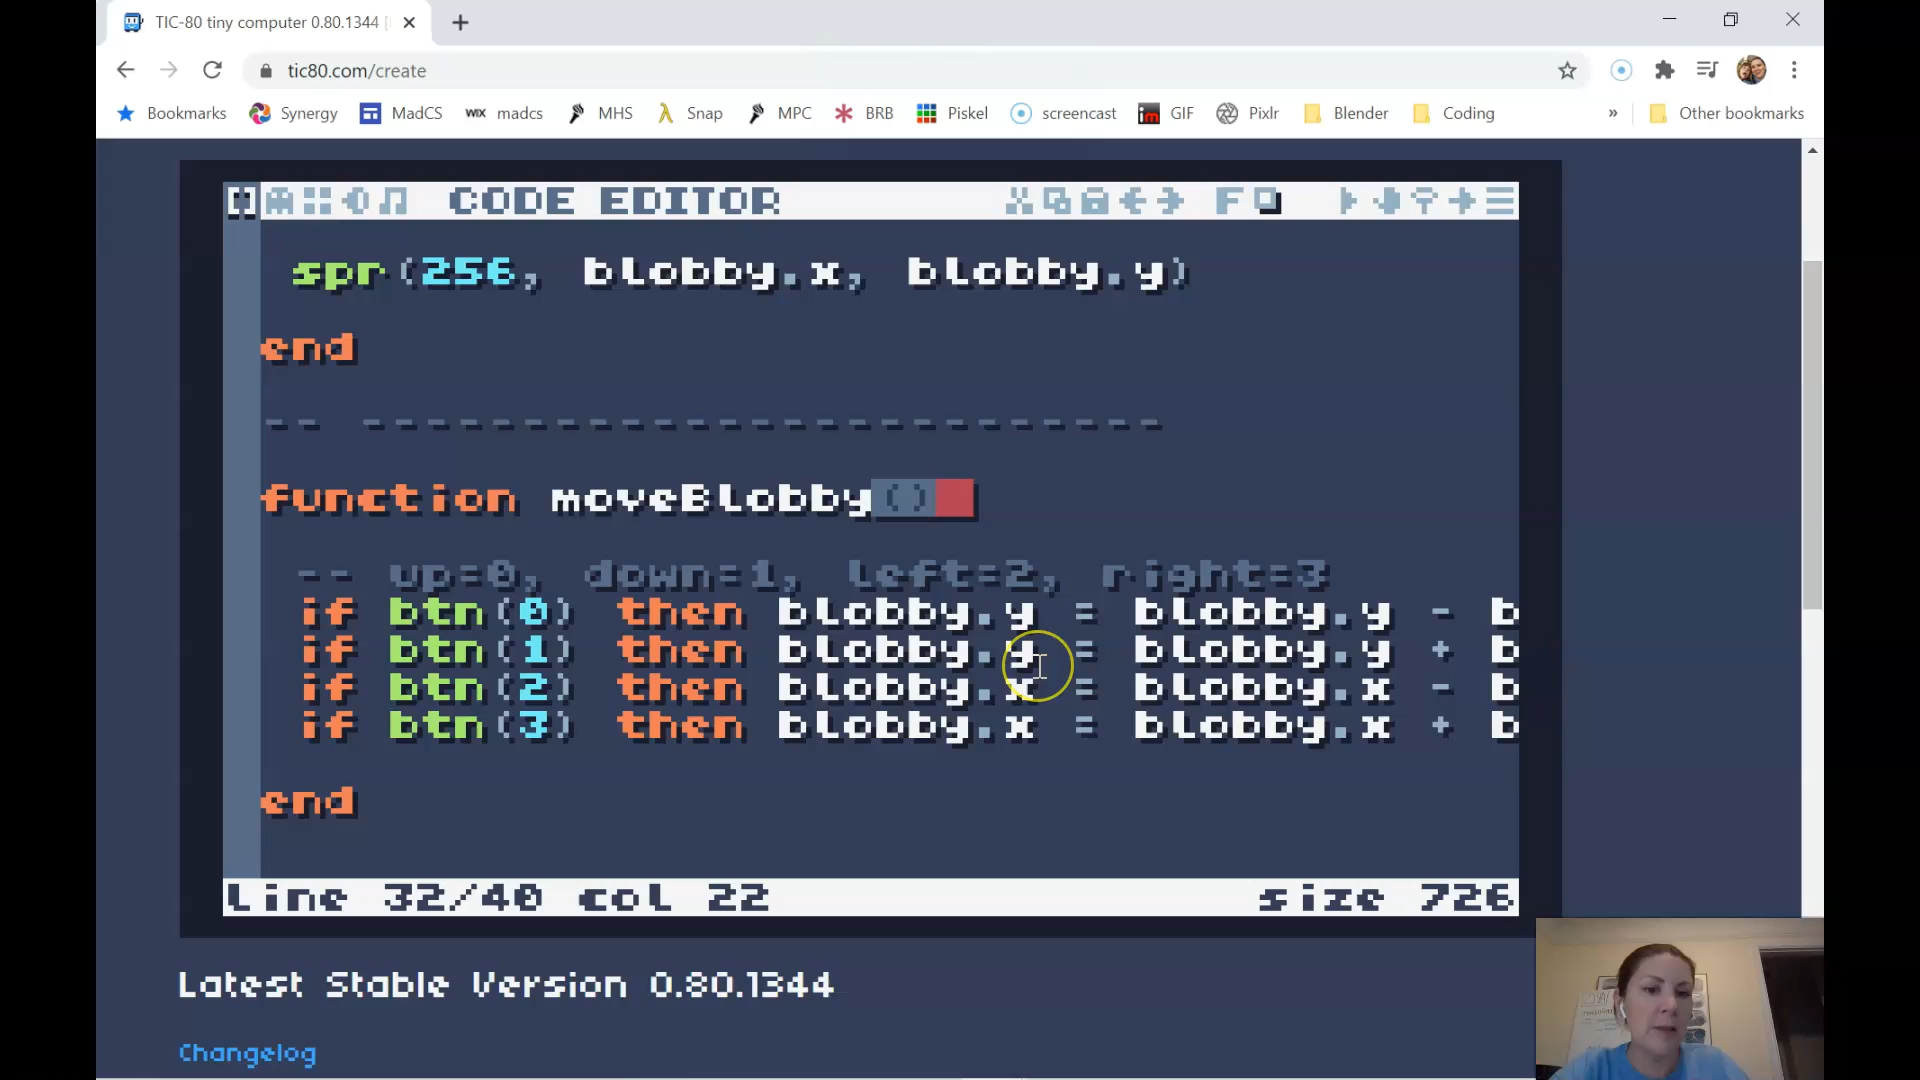 TIC-80 tiny computer 0.80.1344 [
tic80.com/create
Bookmarks Synergy MadCS WIX madcs MHS Snap MPC BRB Piskel screencast im GIF Pixlr Blender Coding » Other bookmarks
CODE EDITOR F
spr(256, blobby.x, blobby.y)
end
-- -------------------------
function moveBlobby()
-- up=0, down=1, left=2, right=3
if btn(0) then blobby.y = blobby.y - b
if btn(1) then blobby.y = blobby.y + b
if btn(2) then blobby.x = blobby.x - b
if btn(3) then blobby.x = blobby.x + b
end
line 32/40 col 22 size 726
Latest Stable Version 0.80.1344
Changelog